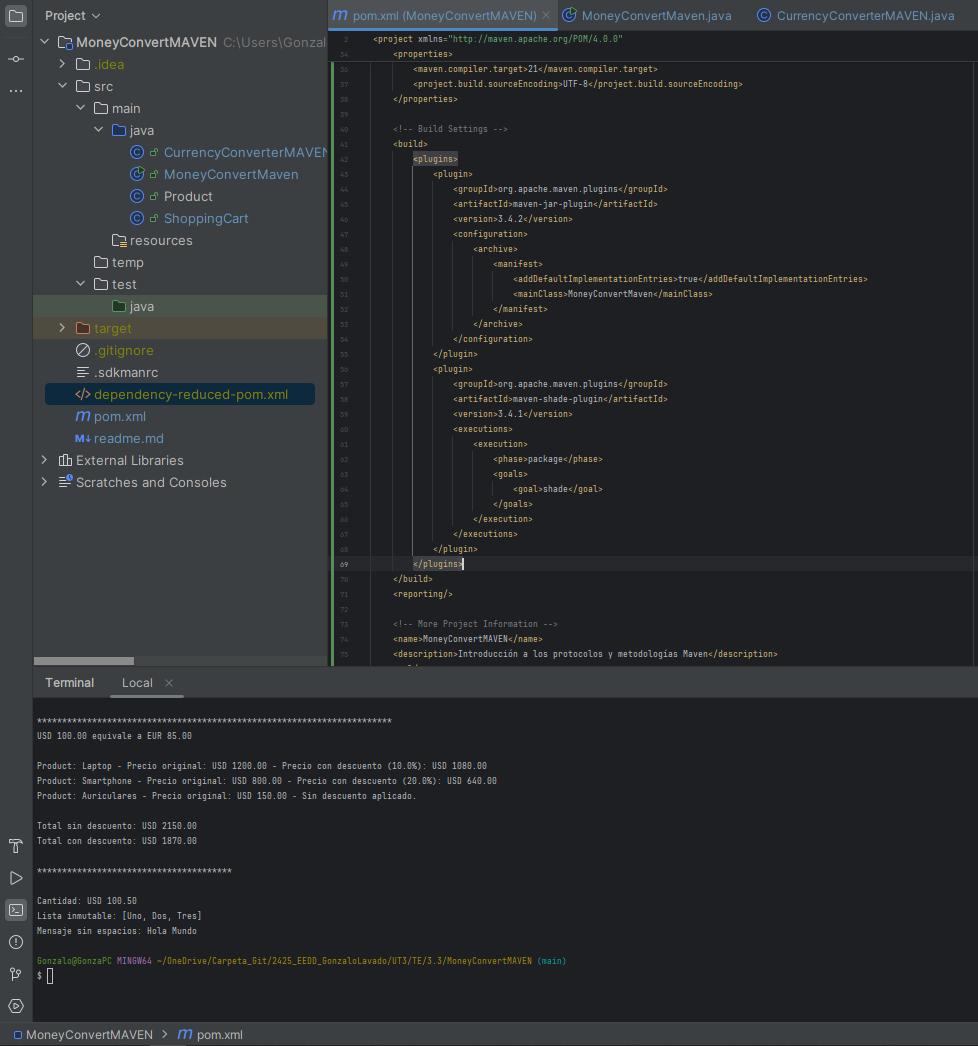 Project
MoneyConvertMAVEN C:\Users\Gonzal
.idea
src
main
java
CurrencyConverterMAVEN
MoneyConvertMaven
Product
ShoppingCart
resources
temp
test
java
target
.gitignore
.sdkmanrc
dependency-reduced-pom.xml
pom.xml
readme.md
External Libraries
Scratches and Consoles
pom.xml (MoneyConvertMAVEN)
MoneyConvertMaven.java
CurrencyConverterMAVEN.java
2 <project xmlns="http://maven.apache.org/POM/4.0.0"
34 <properties>
36 <maven.compiler.target>21</maven.compiler.target>
37 <project.build.sourceEncoding>UTF-8</project.build.sourceEncoding>
38 </properties>
39
40 <!-- Build Settings -->
41 <build>
42 <plugins>
43 <plugin>
44 <groupId>org.apache.maven.plugins</groupId>
45 <artifactId>maven-jar-plugin</artifactId>
46 <version>3.4.2</version>
47 <configuration>
48 <archive>
49 <manifest>
50 <addDefaultImplementationEntries>true</addDefaultImplementationEntries>
51 <mainClass>MoneyConvertMaven</mainClass>
52 </manifest>
53 </archive>
54 </configuration>
55 </plugin>
56 <plugin>
57 <groupId>org.apache.maven.plugins</groupId>
58 <artifactId>maven-shade-plugin</artifactId>
59 <version>3.4.1</version>
60 <executions>
61 <execution>
62 <phase>package</phase>
63 <goals>
64 <goal>shade</goal>
65 </goals>
66 </execution>
67 </executions>
68 </plugin>
69 </plugins>
70 </build>
71 <reporting/>
72
73 <!-- More Project Information -->
74 <name>MoneyConvertMAVEN</name>
75 <description>Introducción a los protocolos y metodologías Maven</description>
Terminal Local
***********************************************************************
USD 100.00 equivale a EUR 85.00
Product: Laptop - Precio original: USD 1200.00 - Precio con descuento (10.0%): USD 1080.00
Product: Smartphone - Precio original: USD 800.00 - Precio con descuento (20.0%): USD 640.00
Product: Auriculares - Precio original: USD 150.00 - Sin descuento aplicado.
Total sin descuento: USD 2150.00
Total con descuento: USD 1870.00
***************************************
Cantidad: USD 100.50
Lista inmutable: [Uno, Dos, Tres]
Mensaje sin espacios: Hola Mundo
Gonzalo@GonzaPC MINGW64 ~/OneDrive/Carpeta_Git/2425_EEDD_GonzaloLavado/UT3/TE/3.3/MoneyConvertMAVEN (main)
$
MoneyConvertMAVEN > pom.xml